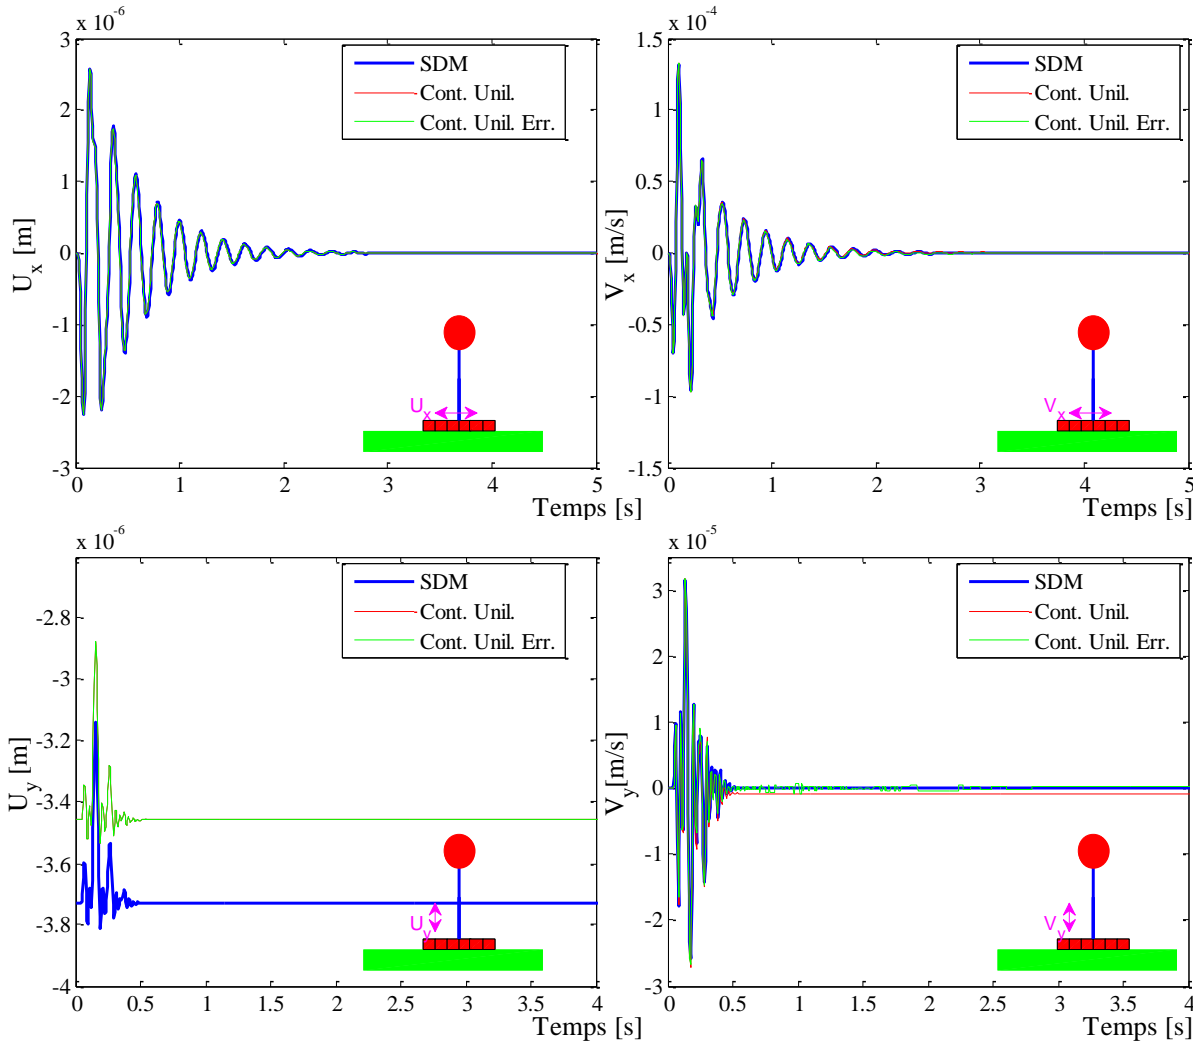 x 10-6
3
2
1
0
-1
-2
-3
U_x [m]
SDM
Cont. Unil.
Cont. Unil. Err.
U_x
0 1 2 3 4 5
Temps [s]
x 10-4
1.5
1
0.5
0
-0.5
-1
-1.5
V_x [m/s]
SDM
Cont. Unil.
Cont. Unil. Err.
V_x
0 1 2 3 4 5
Temps [s]
x 10-6
-2.8
-3
-3.2
-3.4
-3.6
-3.8
-4
U_y [m]
SDM
Cont. Unil.
Cont. Unil. Err.
U_y
0 0.5 1 1.5 2 2.5 3 3.5 4
Temps [s]
x 10-5
3
2
1
0
-1
-2
-3
V_y[m/s]
SDM
Cont. Unil.
Cont. Unil. Err.
V_y
0 0.5 1 1.5 2 2.5 3 3.5 4
Temps [s]